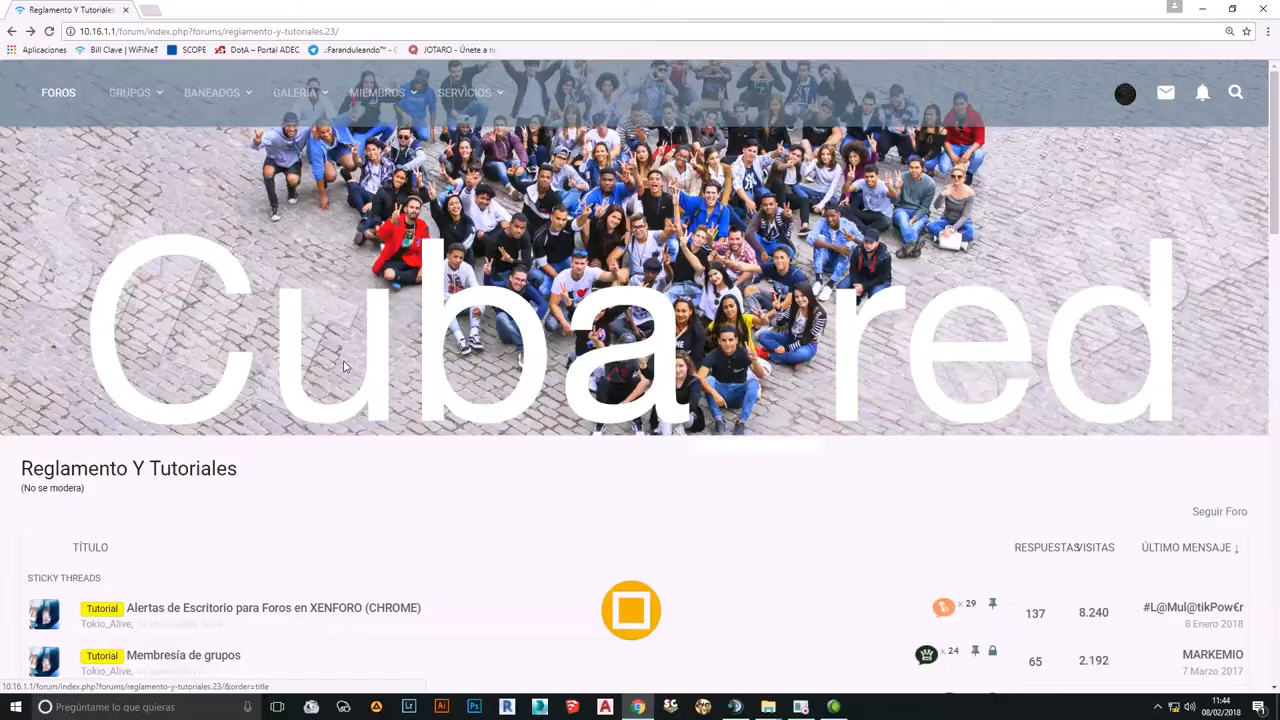 Reglamento Y Tutoriales
10.16.1.1/forum/index.php?forums/reglamento-y-tutoriales.23/
Aplicaciones Bill Clave | WiFiNeT SCOPE DotA – Portal ADEC ¿Faranduleando™ - JOTARO - Únete a
FOROS GRUPOS BANEADOS GALERÍA MIEMBROS SERVICIOS
Cuba red
Reglamento Y Tutoriales
(No se modera)
Seguir Foro
TÍTULO RESPUESTAS VISITAS ÚLTIMO MENSAJE ↓
STICKY THREADS
Tutorial Alertas de Escritorio para Foros en XENFORO (CHROME) x 29 137 8.240 #L@Mul@tikPow€r
Tokio_Alive, 8 Enero 2018
Tutorial Membresía de grupos x 24 65 2.192 MARKEMIO
Tokio_Alive, 7 Marzo 2017
10.16.1.1/forum/index.php?forums/reglamento-y-tutoriales.23/&order=title
Pregúntame lo que quieras
11:44
08/02/2018